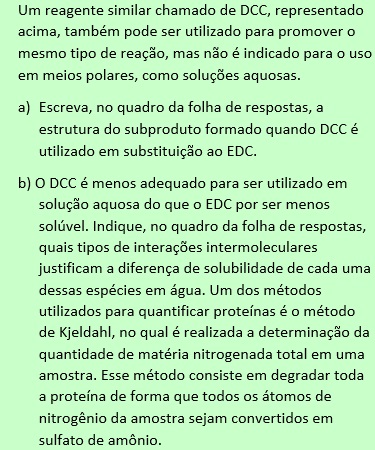 Um reagente similar chamado de DCC, representado
acima, também pode ser utilizado para promover o
mesmo tipo de reação, mas não é indicado para o uso
em meios polares, como soluções aquosas.
a) Escreva, no quadro da folha de respostas, a
estrutura do subproduto formado quando DCC é
utilizado em substituição ao EDC.
b) O DCC é menos adequado para ser utilizado em
solução aquosa do que o EDC por ser menos
solúvel. Indique, no quadro da folha de respostas,
quais tipos de interações intermoleculares
justificam a diferença de solubilidade de cada uma
dessas espécies em água. Um dos métodos
utilizados para quantificar proteínas é o método
de Kjeldahl, no qual é realizada a determinação da
quantidade de matéria nitrogenada total em uma
amostra. Esse método consiste em degradar toda
a proteína de forma que todos os átomos de
nitrogênio da amostra sejam convertidos em
sulfato de amônio.